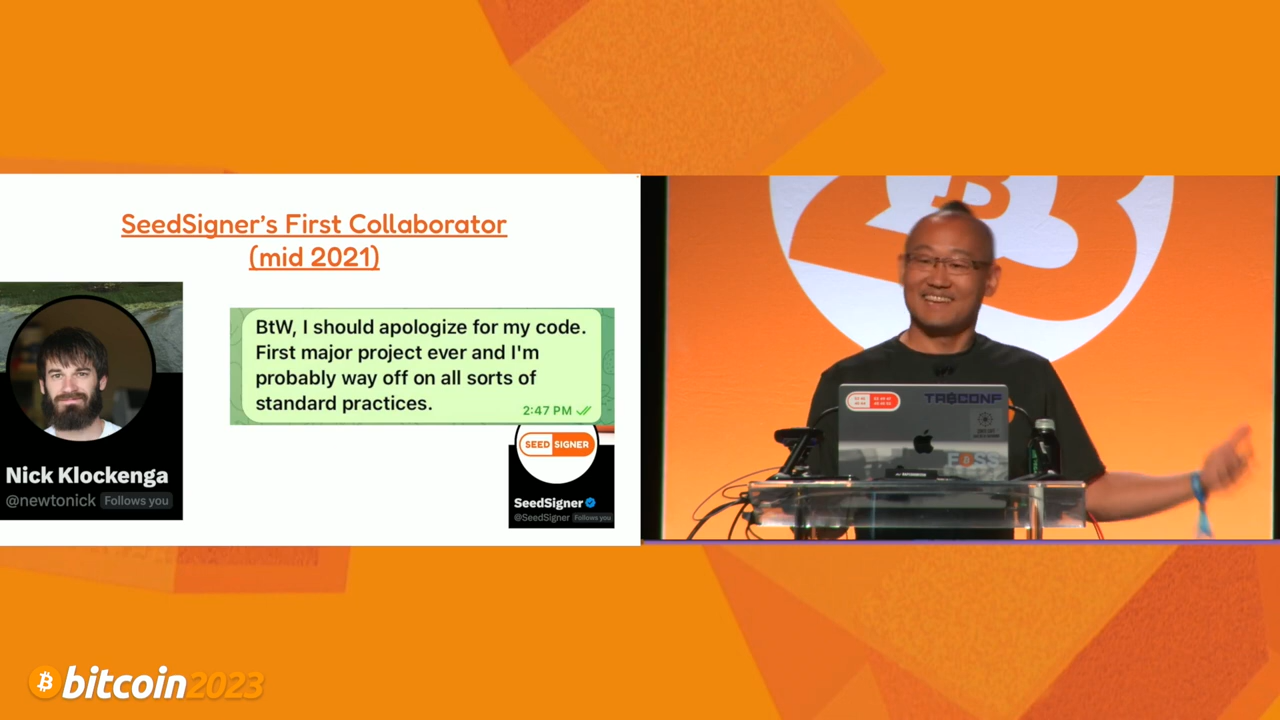 SeedSigner's First Collaborator
(mid 2021)
BtW, I should apologize for my code.
First major project ever and I'm
probably way off on all sorts of
standard practices.
2:47 PM
SEED SIGNER
Nick Klockenga
@newtonick Follows you
SeedSigner
@SeedSigner Follows you
TABCONF
FOSS
bitcoin2023